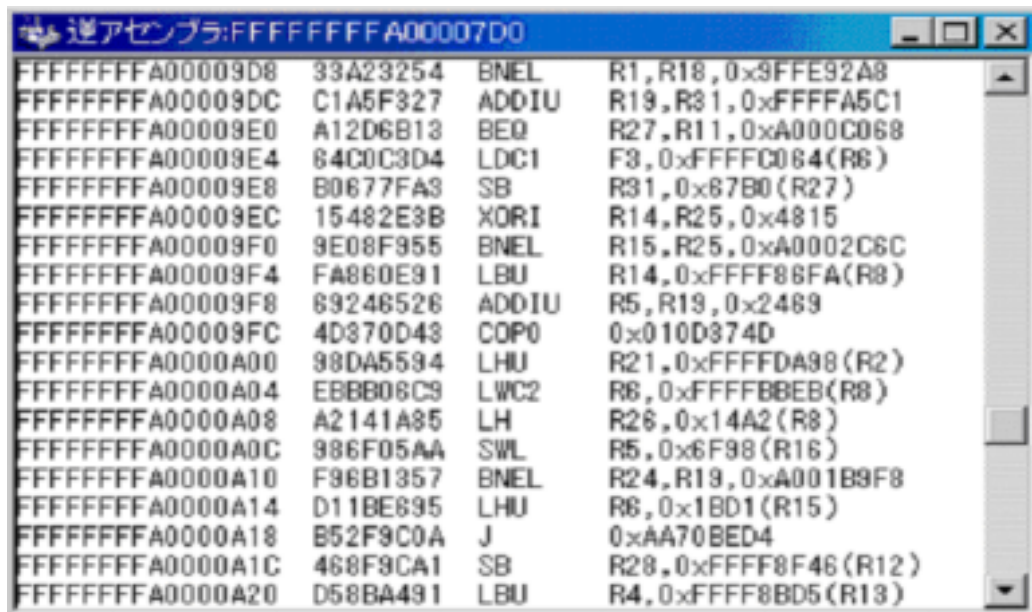 逆アセンブラ:FFFFFFFFA00007D0
FFFFFFFFA00009D8 33A23254 BNEL R1,R18,0x9FFE92A8
FFFFFFFFA00009DC C1A5F327 ADDIU R19,R31,0xFFFFA5C1
FFFFFFFFA00009E0 A12D6B13 BEQ R27,R11,0xA000C068
FFFFFFFFA00009E4 64C0C3D4 LDC1 F3,0xFFFFC064(R6)
FFFFFFFFA00009E8 B0677FA3 SB R31,0x67B0(R27)
FFFFFFFFA00009EC 15482E3B XORI R14,R25,0x4815
FFFFFFFFA00009F0 9E08F955 BNEL R15,R25,0xA0002C6C
FFFFFFFFA00009F4 FA860E91 LBU R14,0xFFFF86FA(R8)
FFFFFFFFA00009F8 69246526 ADDIU R5,R19,0x2469
FFFFFFFFA00009FC 4D370D43 COP0 0x010D374D
FFFFFFFFA0000A00 98DA5594 LHU R21,0xFFFFDA98(R2)
FFFFFFFFA0000A04 EBBB06C9 LWC2 R6,0xFFFFBBEB(R8)
FFFFFFFFA0000A08 A2141A85 LH R26,0x14A2(R8)
FFFFFFFFA0000A0C 986F05AA SWL R5,0x6F98(R16)
FFFFFFFFA0000A10 F96B1357 BNEL R24,R19,0xA001B9F8
FFFFFFFFA0000A14 D11BE695 LHU R6,0x1BD1(R15)
FFFFFFFFA0000A18 B52F9C0A J 0xAA70BED4
FFFFFFFFA0000A1C 468F9CA1 SB R28,0xFFFF8F46(R12)
FFFFFFFFA0000A20 D58BA491 LBU R4,0xFFFF8BD5(R13)